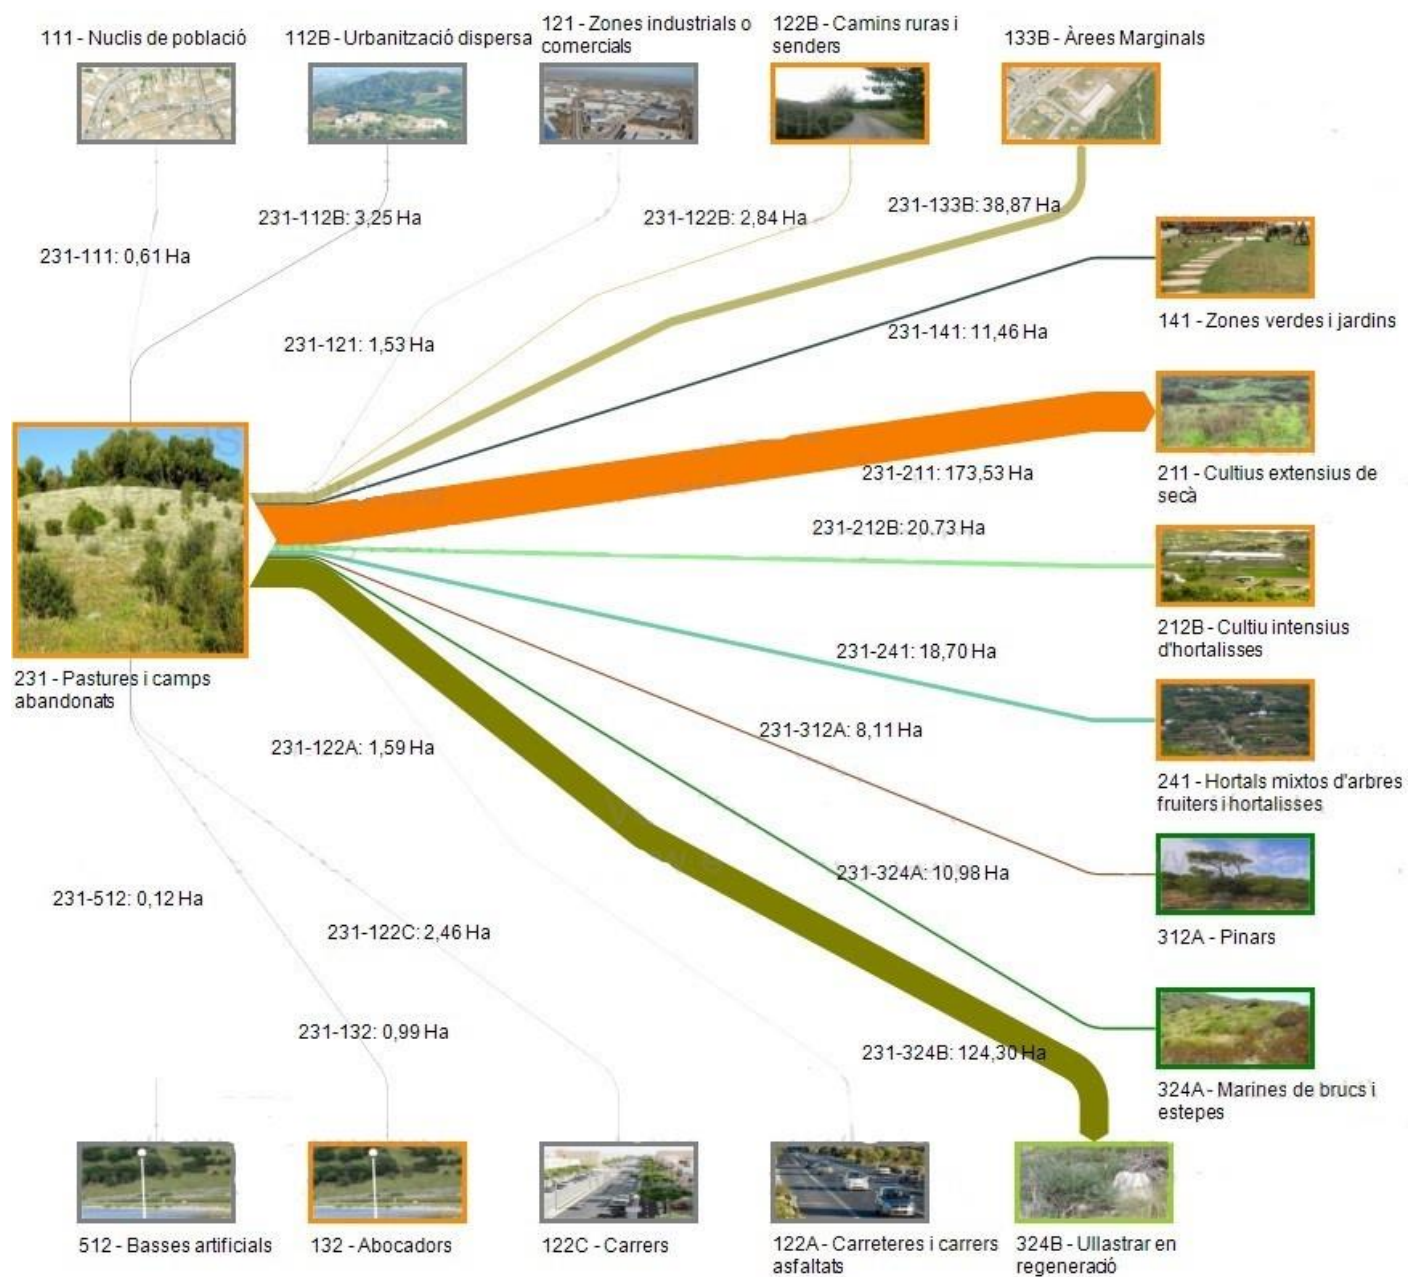 111 - Nuclis de població
112B - Urbanització dispersa
121 - Zones industrials o
comercials
122B - Camins ruras i
senders
133B - Àrees Marginals
231-112B: 3,25 Ha
231-122B: 2,84 Ha
231-133B: 38,87 Ha
231-111: 0,61 Ha
231-121: 1,53 Ha
231-141: 11,46 Ha
141 - Zones verdes i jardins
231-211: 173,53 Ha
211 - Cultius extensius de
secà
231-212B: 20.73 Ha
212B - Cultiu intensius
d'hortalisses
231-241: 18,70 Ha
231 - Pastures i camps
abandonats
231-122A: 1,59 Ha
231-312A: 8,11 Ha
241 - Hortals mixtos d'arbres
fruiters i hortalisses
231-324A: 10,98 Ha
231-512: 0,12 Ha
231-122C: 2,46 Ha
312A - Pinars
231-132: 0,99 Ha
231-324B: 124,30 Ha
324A - Marines de brucs i
estepes
512 - Basses artificials
132 - Abocadors
122C - Carrers
122A - Carreteres i carrers
asfaltats
324B - Ullastrar en
regeneració